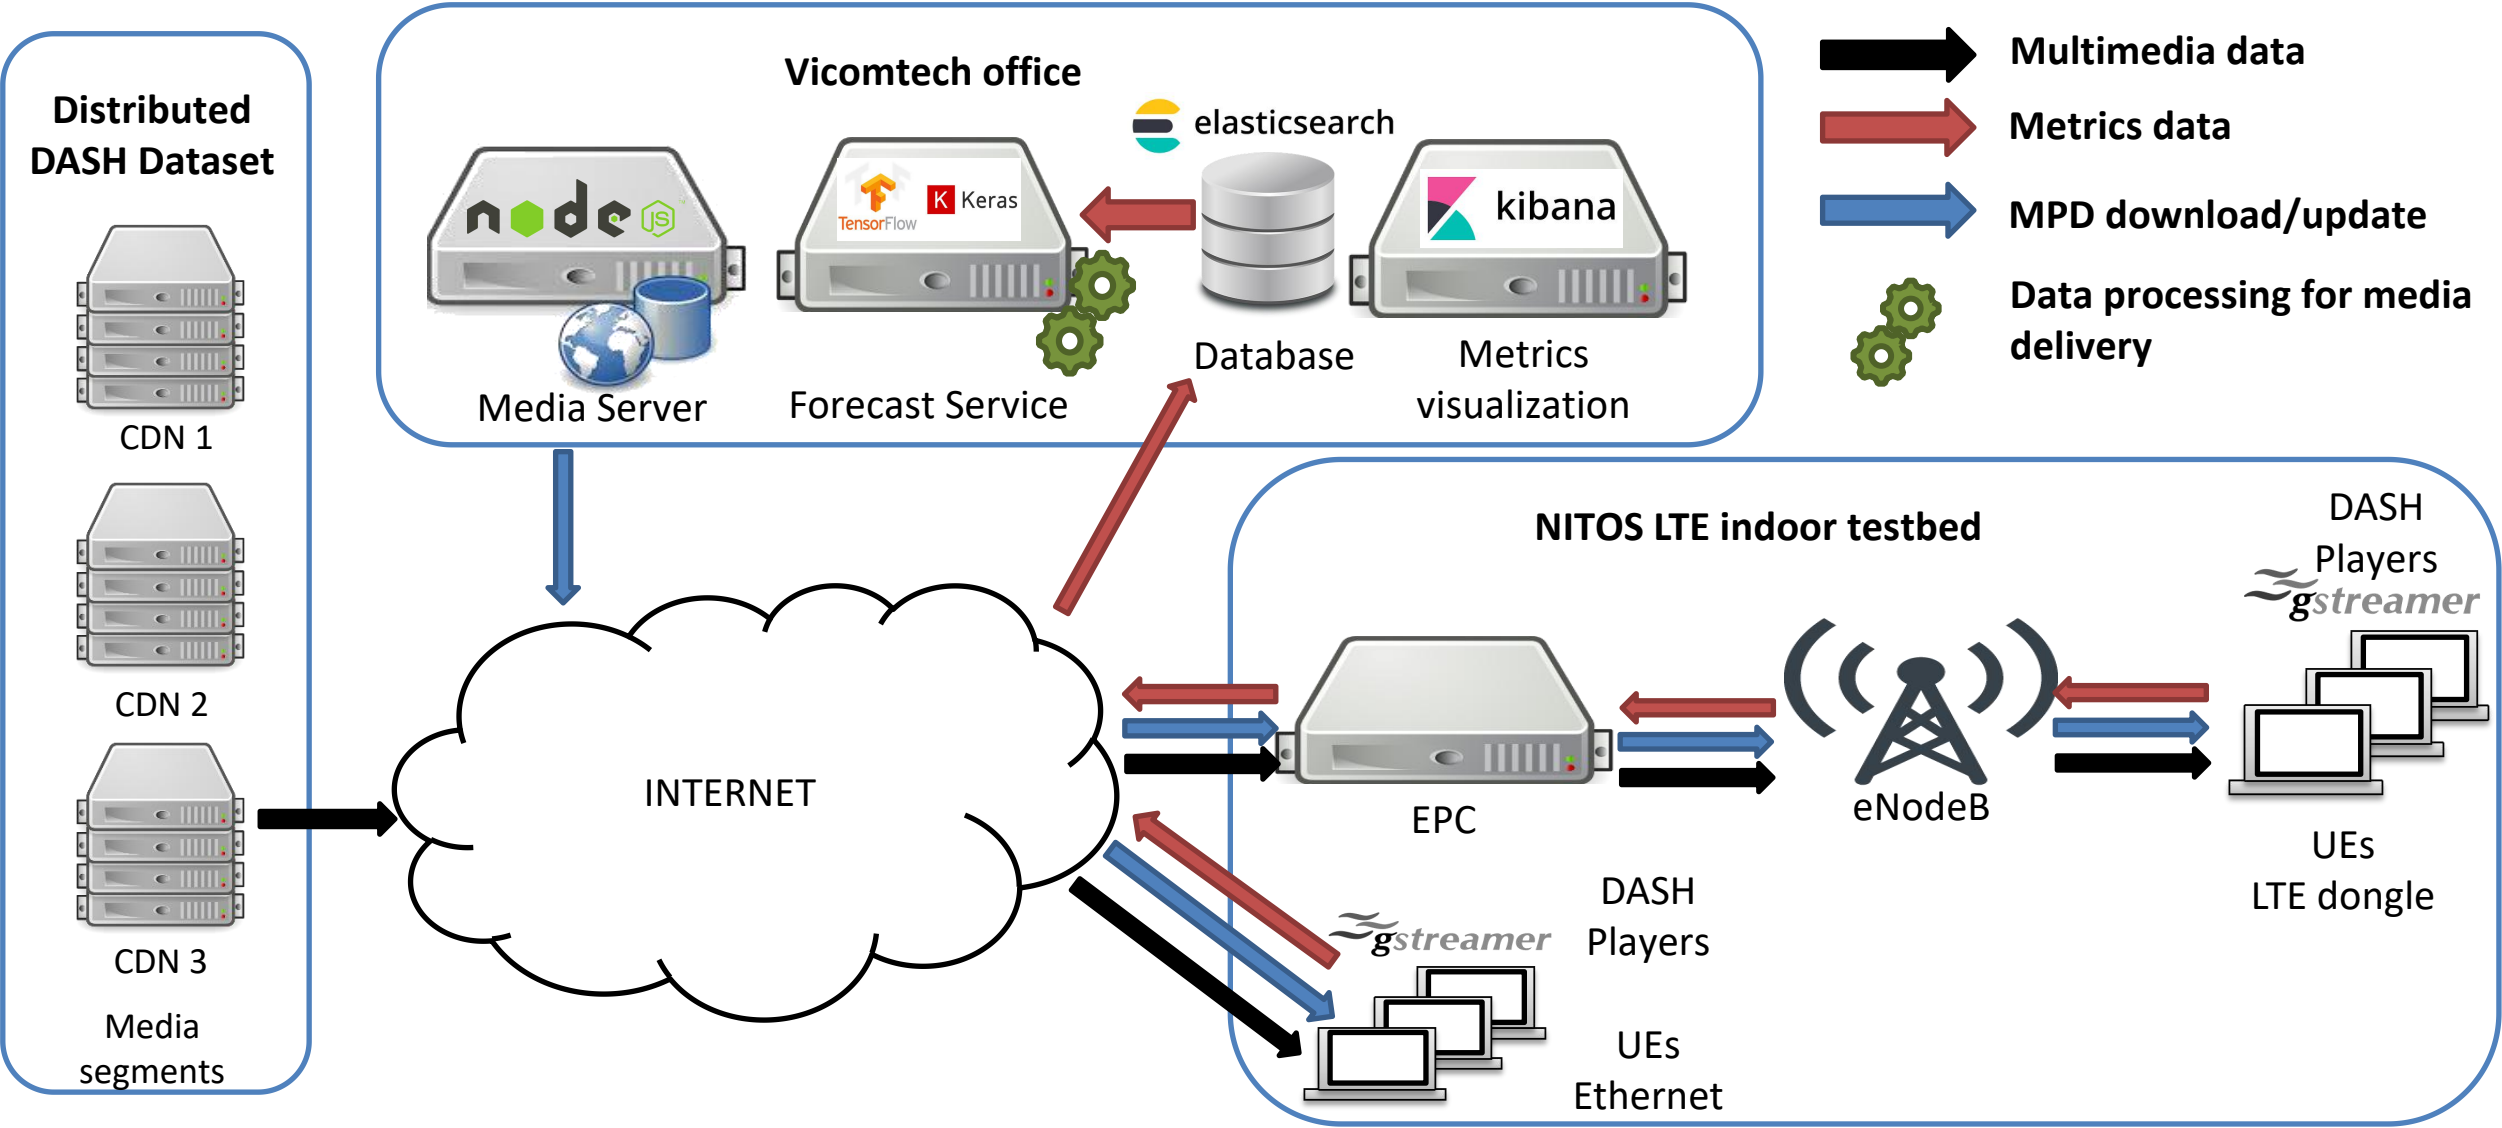 Distributed
DASH Dataset
CDN 1
CDN 2
CDN 3
Media
segments
Vicomtech office
node
JS
Media Server
TensorFlow
K Keras
Forecast Service
elasticsearch
Database
kibana
Metrics
visualization
Multimedia data
Metrics data
MPD download/update
Data processing for media
delivery
INTERNET
NITOS LTE indoor testbed
EPC
eNodeB
DASH
Players
gstreamer
UEs
LTE dongle
DASH
Players
gstreamer
UEs
Ethernet